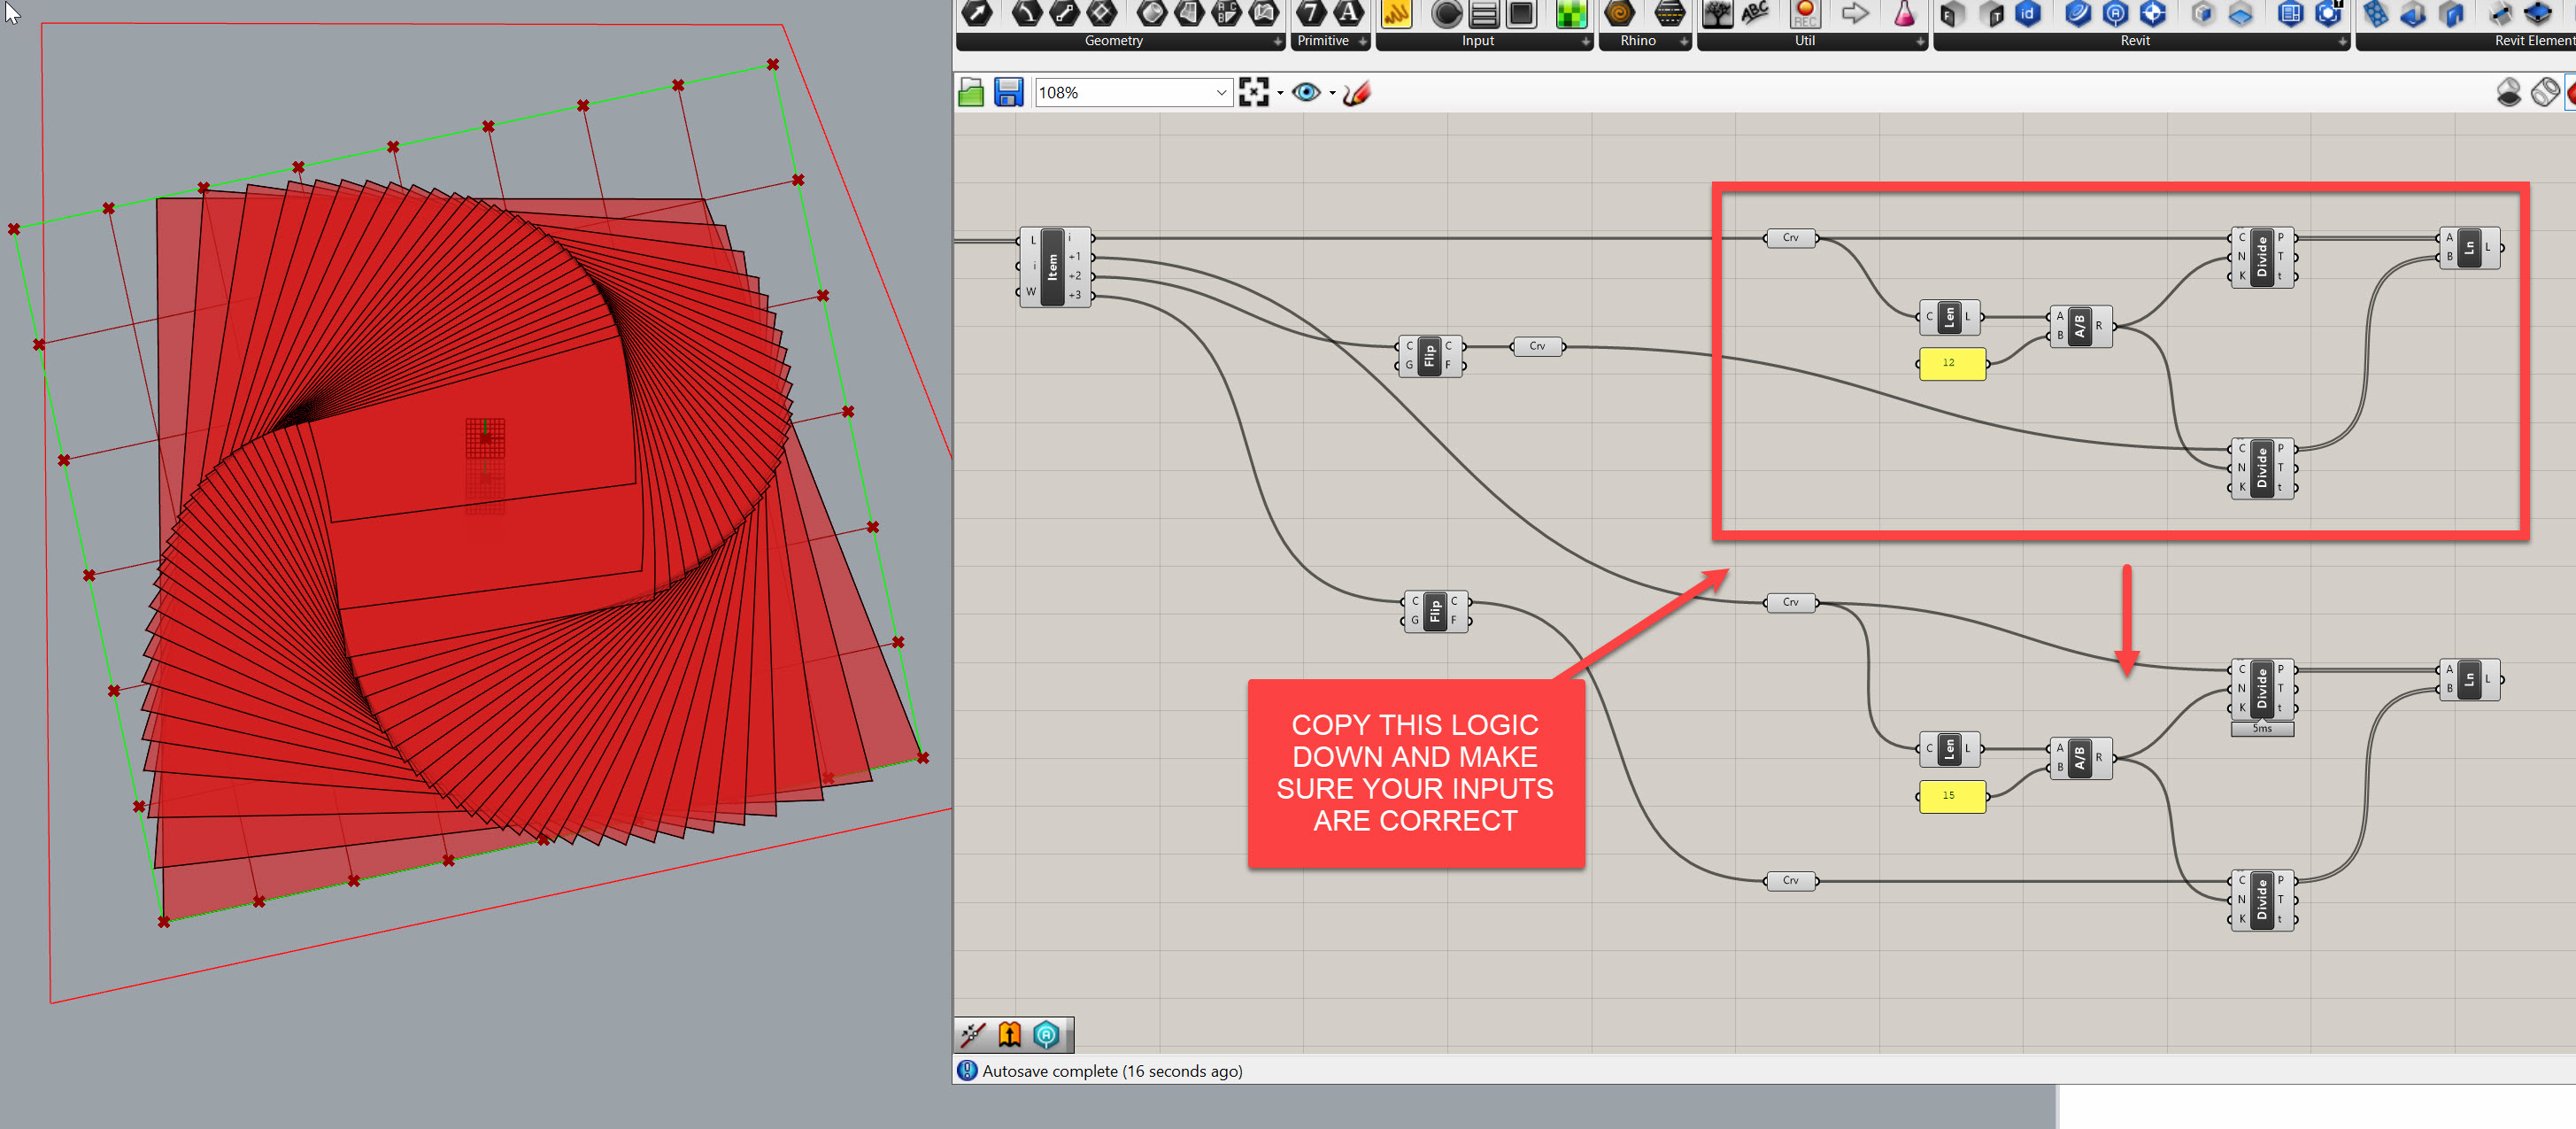 ABC
REC
Geometry
Primitive
Input
Rhino
Util
Revit
Revit Element
108%
L
i
W
Item
i
+1
+2
+3
Crv
C
N
K
Divide
P
T
t
A
B
Ln
L
C
Len
L
A
B
A/B
R
12
C
G
Flip
C
F
Crv
C
N
K
Divide
P
T
t
C
G
Flip
C
F
Crv
C
N
K
Divide
P
T
t
5ms
A
B
Ln
L
COPY THIS LOGIC
DOWN AND MAKE
SURE YOUR INPUTS
ARE CORRECT
C
Len
L
A
B
A/B
R
15
Crv
C
N
K
Divide
P
T
t
Autosave complete (16 seconds ago)